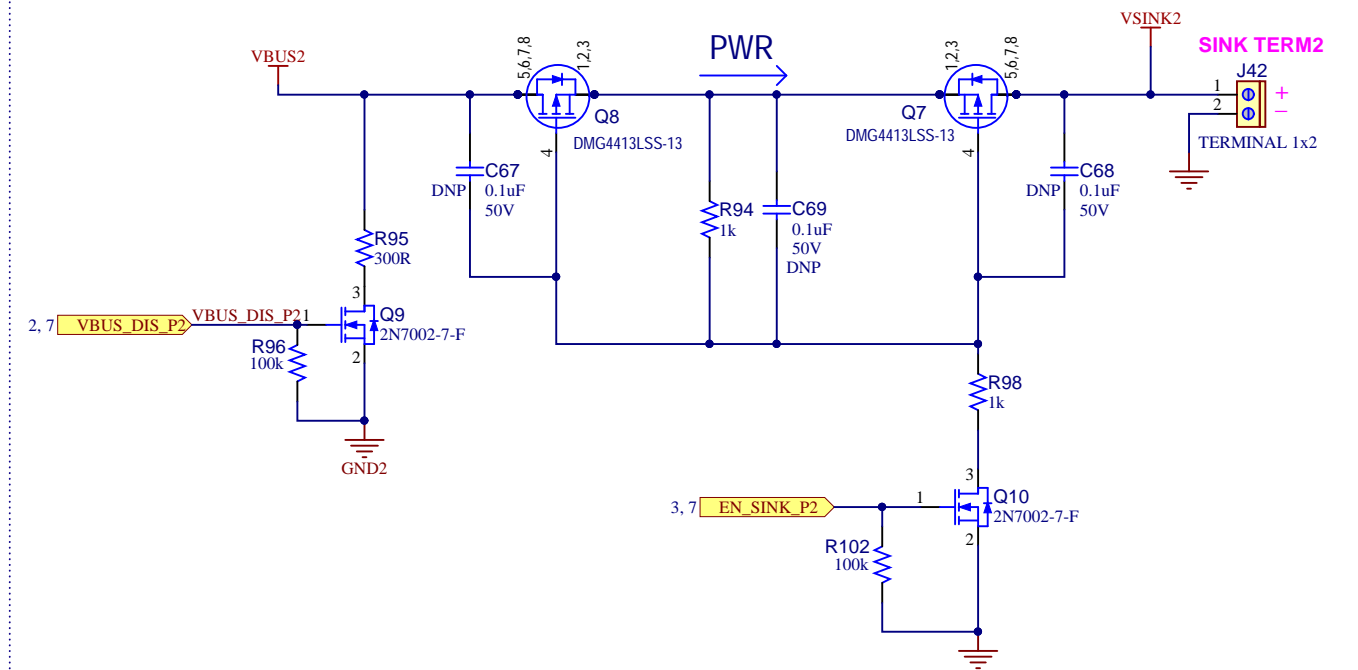 VSINK2
SINK TERM2
VBUS2
5,6,7,8
1,2,3
PWR
1,2,3
5,6,7,8
J42
1
2
+
−
TERMINAL 1x2
Q8
DMG4413LSS-13
4
Q7
DMG4413LSS-13
4
C67
DNP
0.1uF
50V
R94
1k
C69
0.1uF
50V
DNP
C68
DNP
0.1uF
50V
R95
300R
3
2, 7
VBUS_DIS_P2
VBUS_DIS_P2
1
Q9
2N7002-7-F
2
R96
100k
GND2
R98
1k
3
3, 7
EN_SINK_P2
1
Q10
2N7002-7-F
2
R102
100k